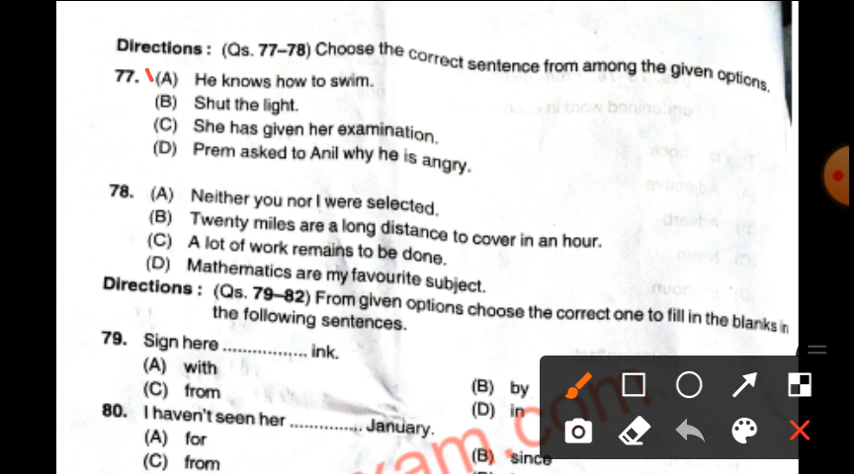 Directions : (Qs. 77–78) Choose the correct sentence from among the given options.
77. (A) He knows how to swim.
(B) Shut the light.
(C) She has given her examination.
(D) Prem asked to Anil why he is angry.
78. (A) Neither you nor I were selected.
(B) Twenty miles are a long distance to cover in an hour.
(C) A lot of work remains to be done.
(D) Mathematics are my favourite subject.
Directions : (Qs. 79–82) From given options choose the correct one to fill in the blanks in
the following sentences.
79. Sign here ................. ink.
(A) with
(B) by
(C) from
(D) in
80. I haven't seen her .............. January.
(A) for
(B) since
(C) from
xam.com